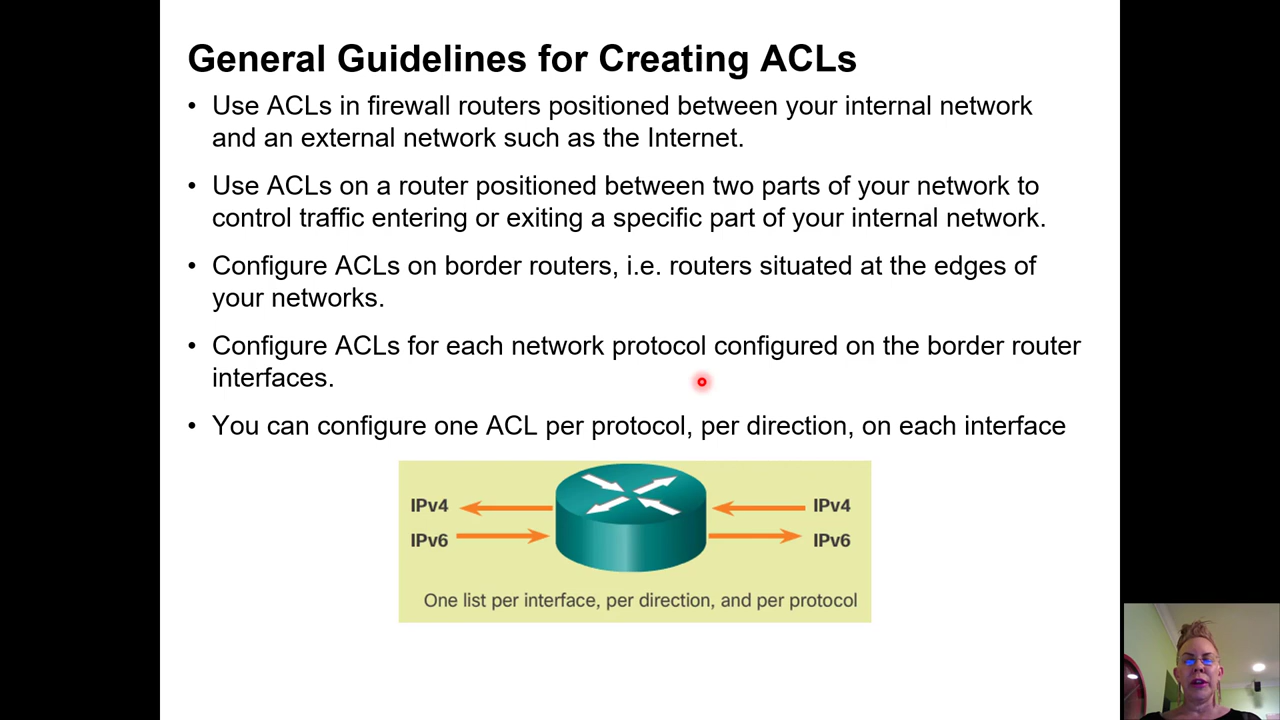 General Guidelines for Creating ACLs
• Use ACLs in firewall routers positioned between your internal network
and an external network such as the Internet.
• Use ACLs on a router positioned between two parts of your network to
control traffic entering or exiting a specific part of your internal network.
• Configure ACLs on border routers, i.e. routers situated at the edges of
your networks.
• Configure ACLs for each network protocol configured on the border router
interfaces.
• You can configure one ACL per protocol, per direction, on each interface
IPv4
IPv4
IPv6
IPv6
One list per interface, per direction, and per protocol